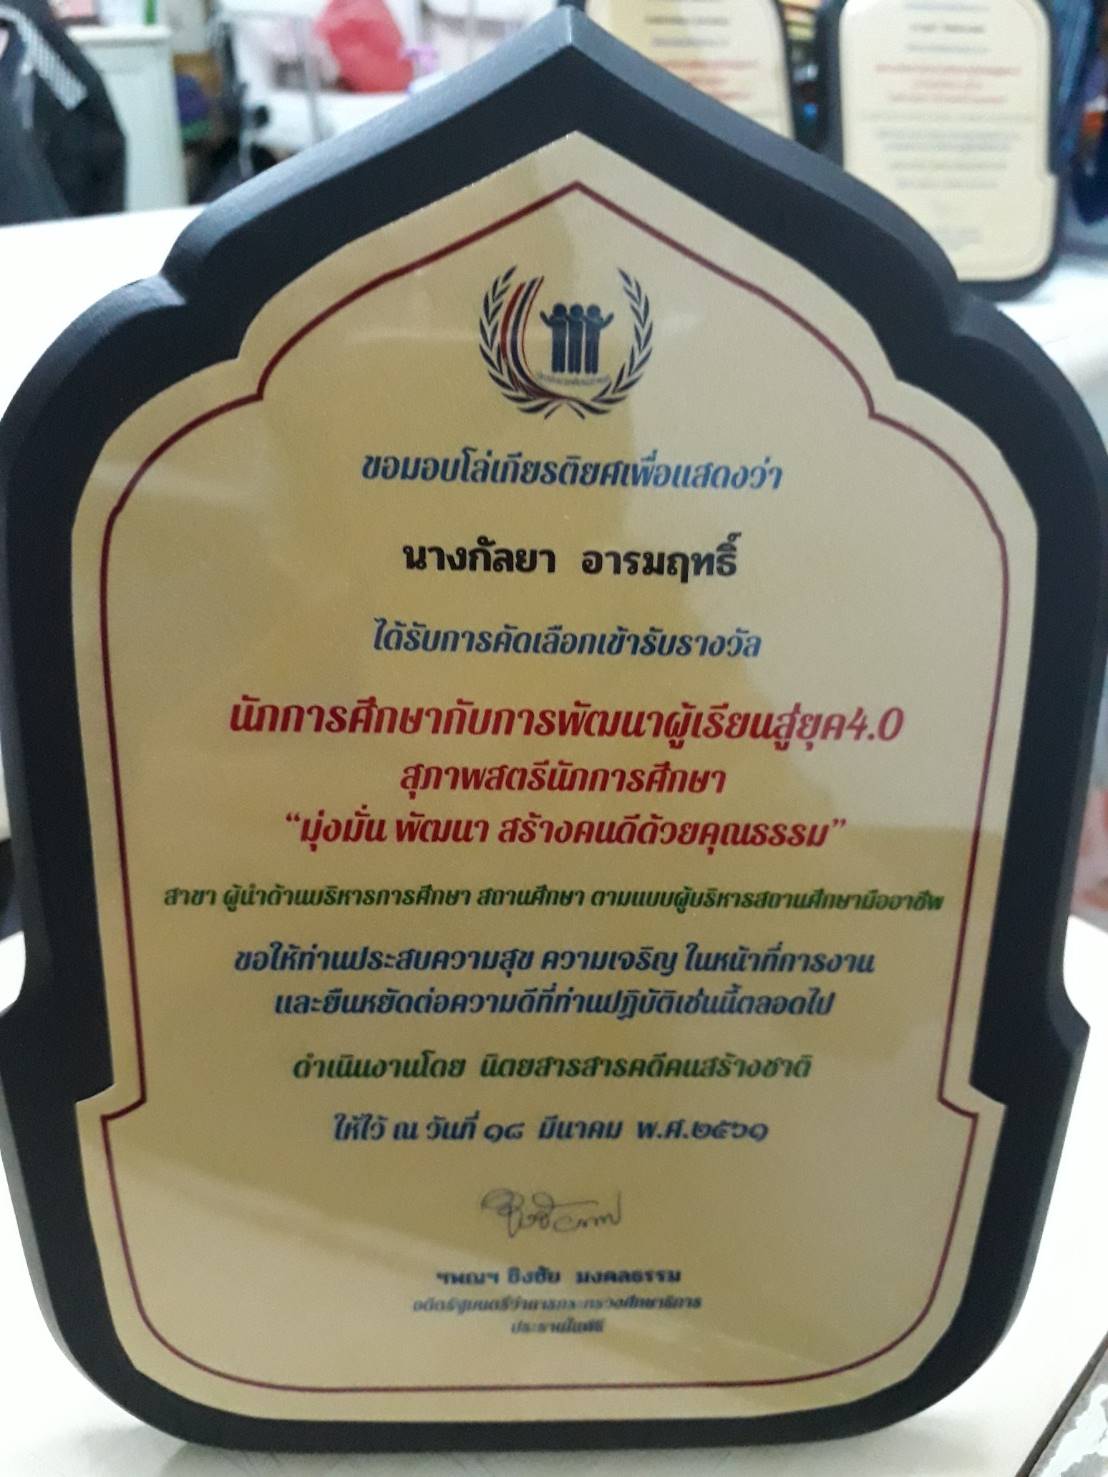 ขอมอบโล่เกียรติยศเพื่อแสดงว่า
นางกัลยา อารมฤทธิ์
ได้รับการคัดเลือกเข้ารับรางวัล
นักการศึกษากับการพัฒนาผู้เรียนสู่ยุค4.0
สุภาพสตรีนักการศึกษา
“มุ่งมั่น พัฒนา สร้างคนดีด้วยคุณธรรม”
สาขา ผู้นำด้านบริหารการศึกษา สถานศึกษา ตามแบบผู้บริหารสถานศึกษามืออาชีพ
ขอให้ท่านประสบความสุข ความเจริญ ในหน้าที่การงาน
และยืนหยัดต่อความดีที่ท่านปฏิบัติเช่นนี้ตลอดไป
ดำเนินงานโดย นิตยสารสารคดีคนสร้างชาติ
ให้ไว้ ณ วันที่ ๑๘ มีนาคม พ.ศ.๒๕๖๑
ฯพณฯ ชิงชัย มงคลธรรม
อดีตรัฐมนตรีว่าการกระทรวงศึกษาธิการ
ประธานในพิธี